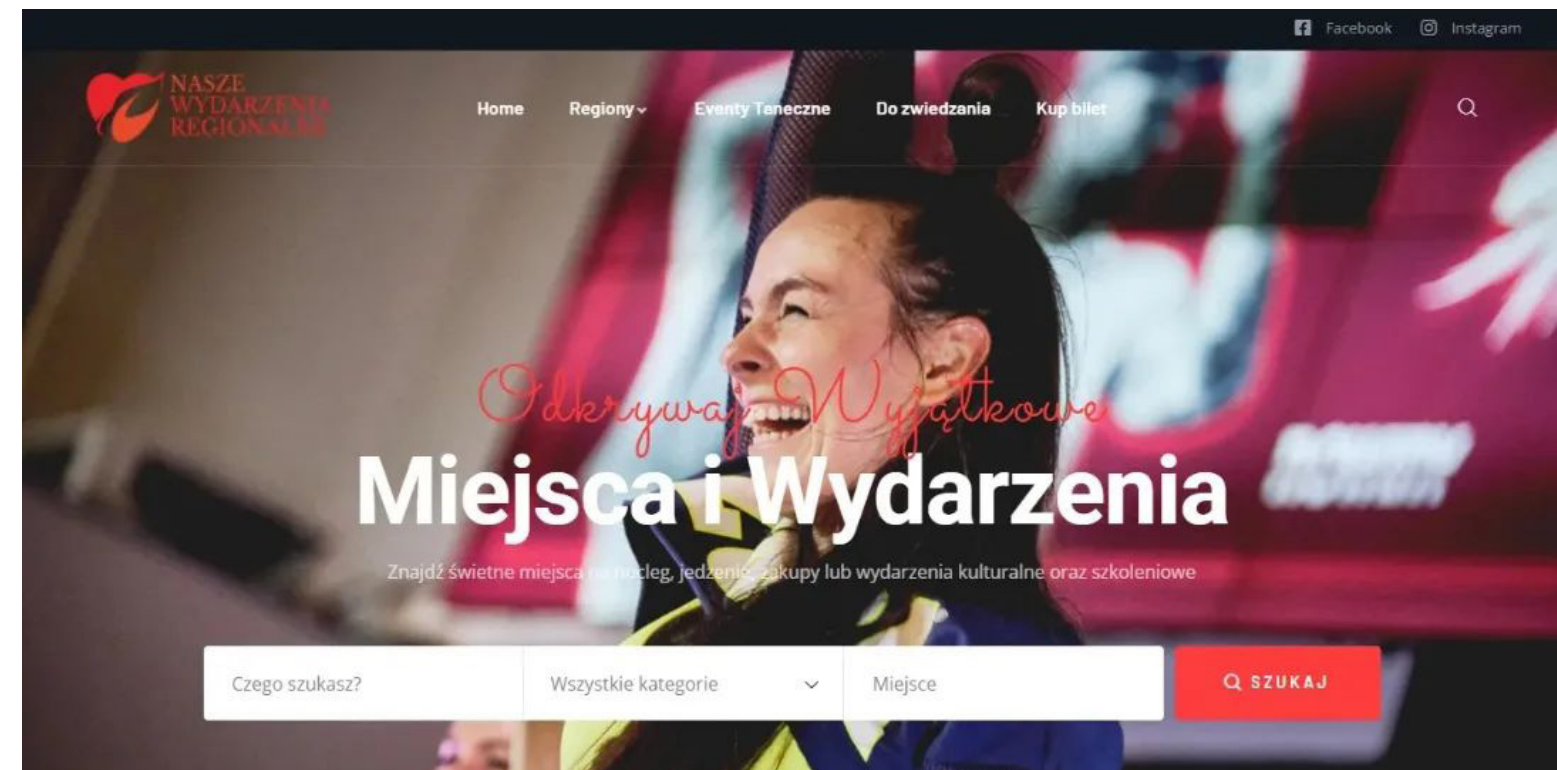 Facebook Instagram
NASZE
WYDARZENIA
REGIONALNE
Home Regiony Eventy Taneczne Do zwiedzania Kup bilet
Odkrywaj Wyjątkowe
Miejsca i Wydarzenia
Znajdź świetne miejsca na nocleg, jedzenie, zakupy lub wydarzenia kulturalne oraz szkoleniowe
Czego szukasz? Wszystkie kategorie Miejsce SZUKAJ